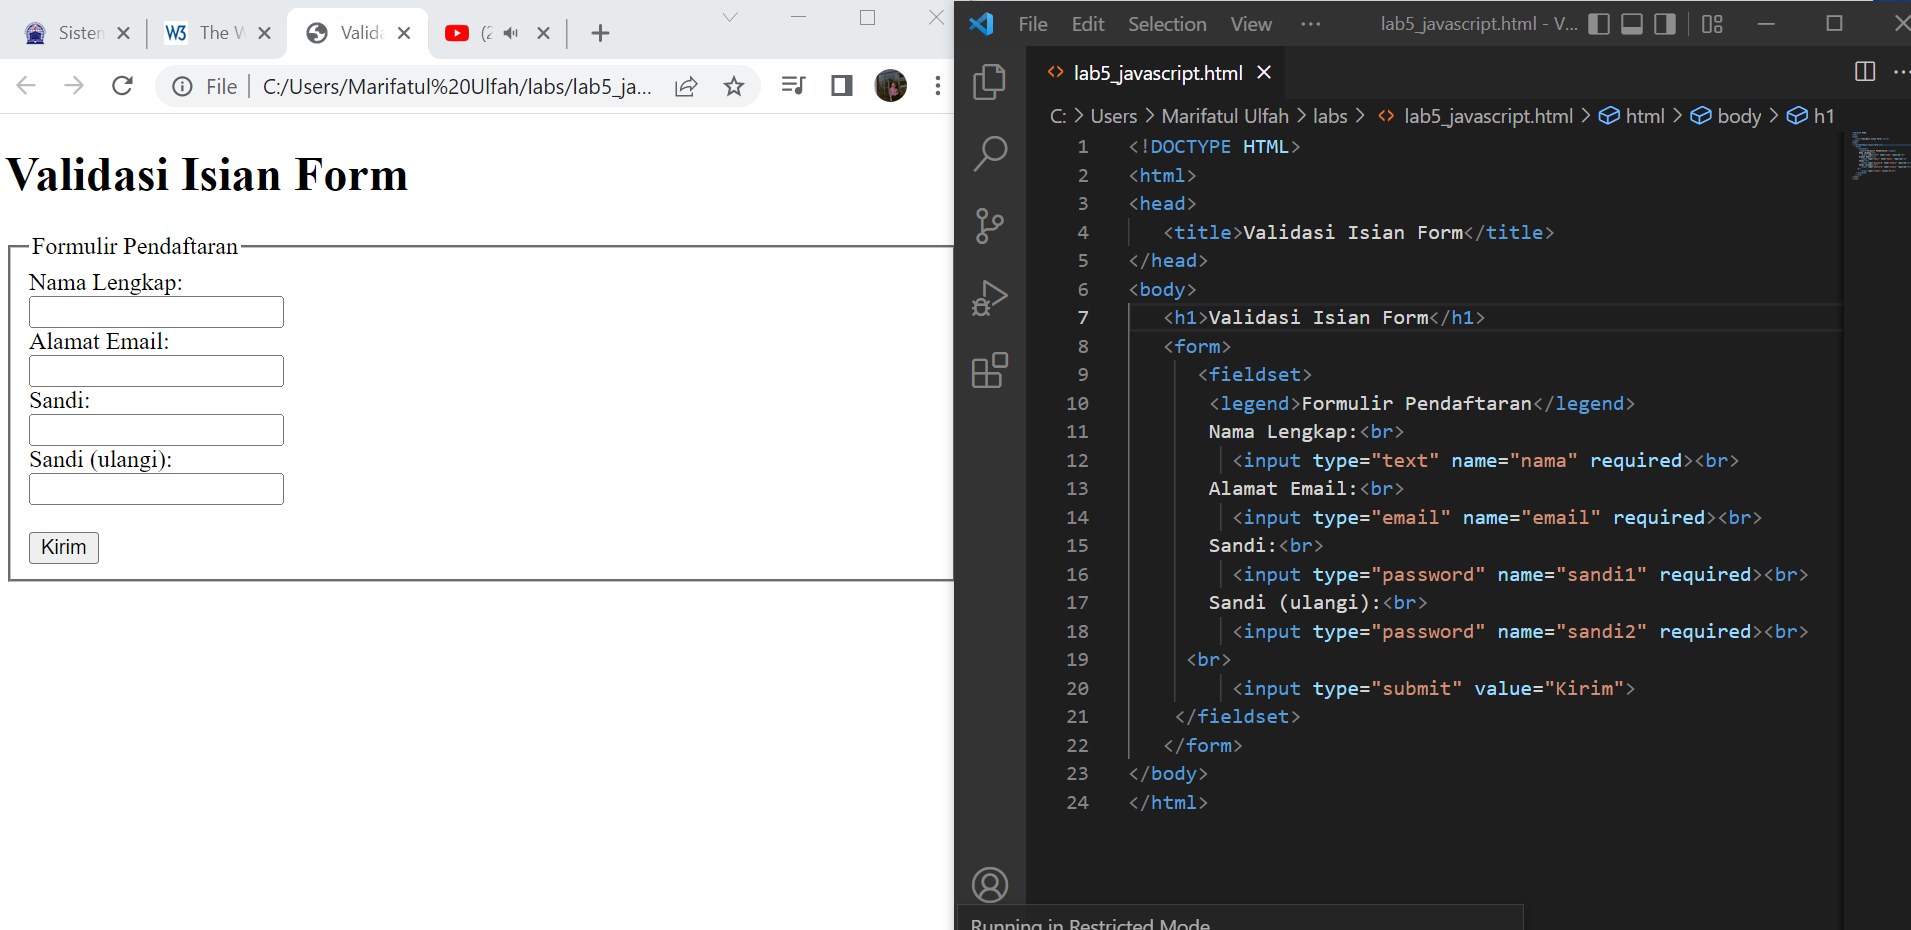 Sister
The W
Valida
(2
File
C:/Users/Marifatul%20Ulfah/labs/lab5_ja...
Validasi Isian Form
Formulir Pendaftaran
Nama Lengkap:
Alamat Email:
Sandi:
Sandi (ulangi):
Kirim
File Edit Selection View ··· lab5_javascript.html - V...
<> lab5_javascript.html
C: > Users > Marifatul Ulfah > labs > <> lab5_javascript.html > html > body > h1
1 <!DOCTYPE HTML>
2 <html>
3 <head>
4 <title>Validasi Isian Form</title>
5 </head>
6 <body>
7 <h1>Validasi Isian Form</h1>
8 <form>
9 <fieldset>
10 <legend>Formulir Pendaftaran</legend>
11 Nama Lengkap:<br>
12 <input type="text" name="nama" required><br>
13 Alamat Email:<br>
14 <input type="email" name="email" required><br>
15 Sandi:<br>
16 <input type="password" name="sandi1" required><br>
17 Sandi (ulangi):<br>
18 <input type="password" name="sandi2" required><br>
19 <br>
20 <input type="submit" value="Kirim">
21 </fieldset>
22 </form>
23 </body>
24 </html>
Running in Restricted Mode